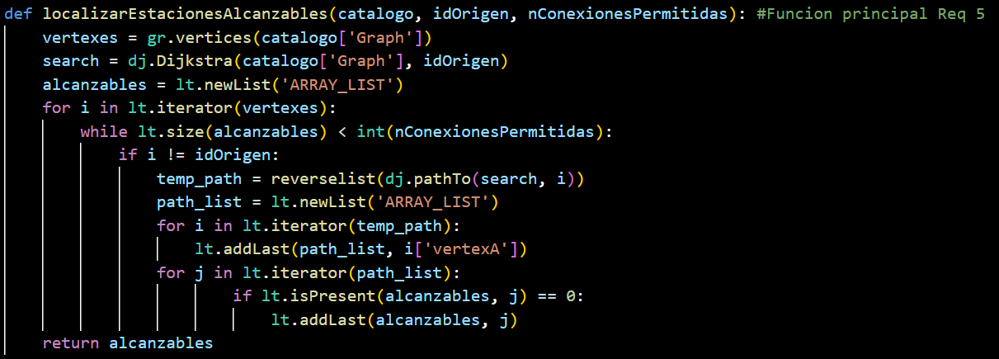 def localizarEstacionesAlcanzables(catalogo, idOrigen, nConexionesPermitidas): #Funcion principal Req 5
    vertexes = gr.vertices(catalogo['Graph'])
    search = dj.Dijkstra(catalogo['Graph'], idOrigen)
    alcanzables = lt.newList('ARRAY_LIST')
    for i in lt.iterator(vertexes):
        while lt.size(alcanzables) < int(nConexionesPermitidas):
            if i != idOrigen:
                temp_path = reverselist(dj.pathTo(search, i))
                path_list = lt.newList('ARRAY_LIST')
                for i in lt.iterator(temp_path):
                    lt.addLast(path_list, i['vertexA'])
                for j in lt.iterator(path_list):
                        if lt.isPresent(alcanzables, j) == 0:
                            lt.addLast(alcanzables, j)
    return alcanzables